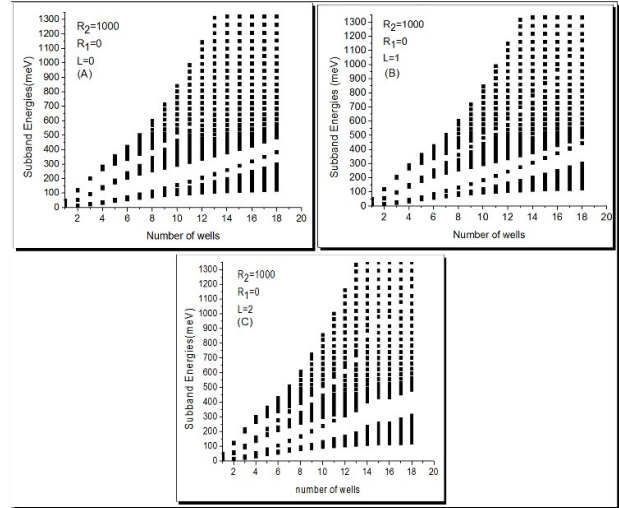 R2=1000
R1=0
L=0
(A)
Subband Energies(meV)
1300
1200
1100
1000
900
800
700
600
500
400
300
200
100
0
2 4 6 8 10 12 14 16 18 20
Number of wells
R2=1000
R1=0
L=1
(B)
Subband Energies (meV)
1300
1200
1100
1000
900
800
700
600
500
400
300
200
100
0
2 4 6 8 10 12 14 16 18 20
Number of wells
R2=1000
R1=0
L=2
(C)
Subband Energies(meV)
1300
1200
1100
1000
900
800
700
600
500
400
300
200
100
0
2 4 6 8 10 12 14 16 18 20
number of wells